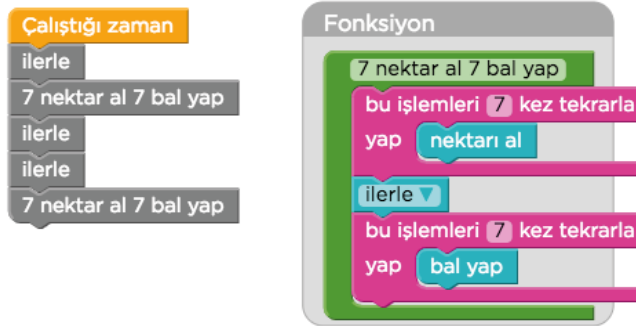 Çalıştığı zaman
ilerle
7 nektar al 7 bal yap
ilerle
ilerle
7 nektar al 7 bal yap
Fonksiyon
7 nektar al 7 bal yap
bu işlemleri 7 kez tekrarla
yap nektarı al
ilerle
bu işlemleri 7 kez tekrarla
yap bal yap